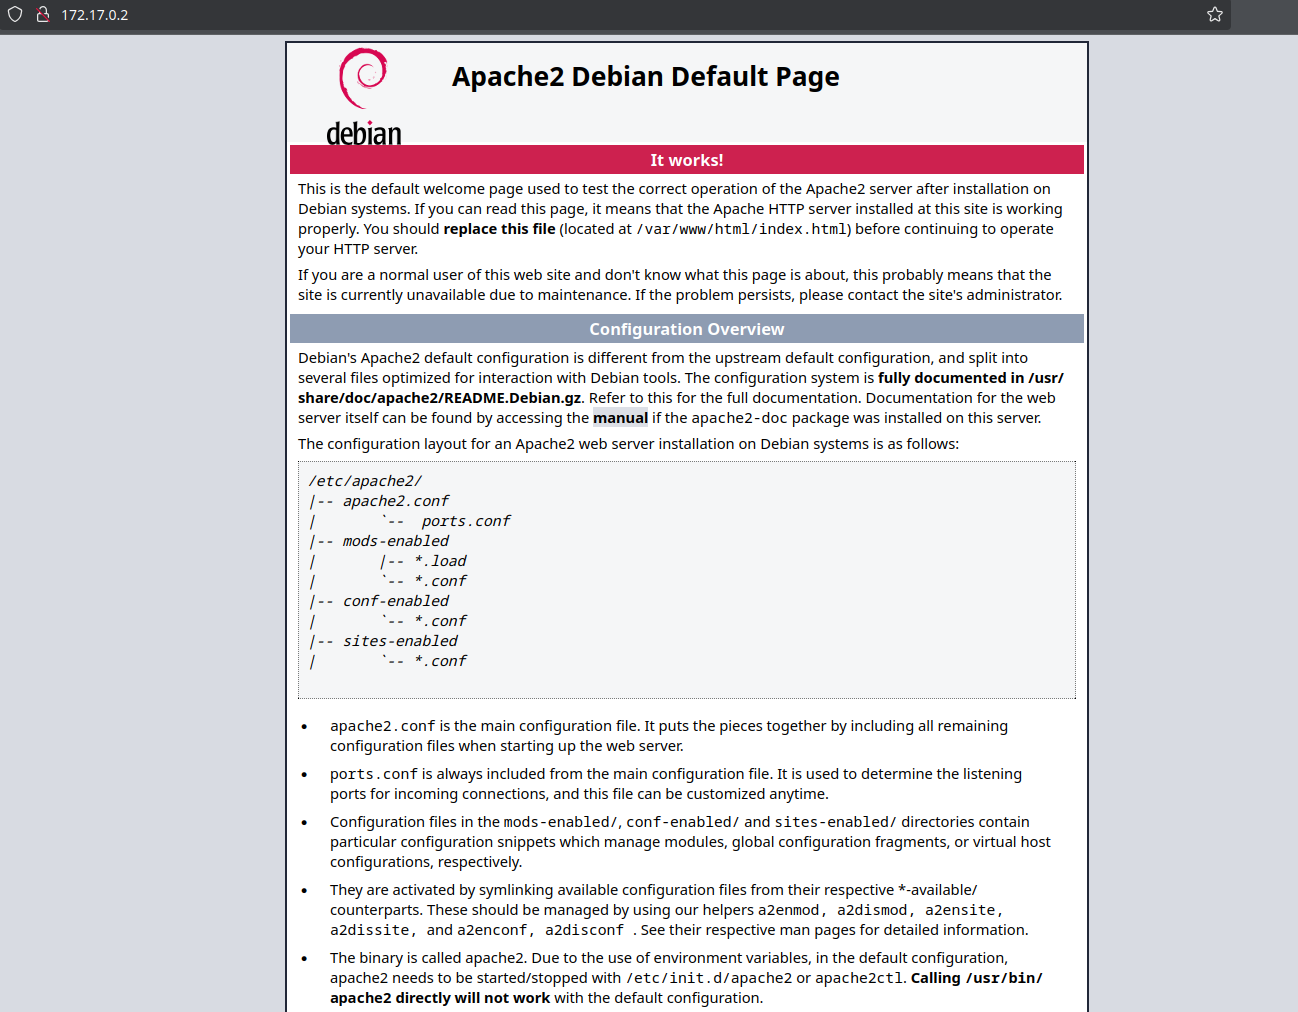 172.17.0.2
debian
Apache2 Debian Default Page
It works!
This is the default welcome page used to test the correct operation of the Apache2 server after installation on
Debian systems. If you can read this page, it means that the Apache HTTP server installed at this site is working
properly. You should replace this file (located at /var/www/html/index.html) before continuing to operate
your HTTP server.
If you are a normal user of this web site and don't know what this page is about, this probably means that the
site is currently unavailable due to maintenance. If the problem persists, please contact the site's administrator.
Configuration Overview
Debian's Apache2 default configuration is different from the upstream default configuration, and split into
several files optimized for interaction with Debian tools. The configuration system is fully documented in /usr/
share/doc/apache2/README.Debian.gz. Refer to this for the full documentation. Documentation for the web
server itself can be found by accessing the manual if the apache2-doc package was installed on this server.
The configuration layout for an Apache2 web server installation on Debian systems is as follows:
/etc/apache2/
|-- apache2.conf
|       `--  ports.conf
|-- mods-enabled
|       |-- *.load
|       `-- *.conf
|-- conf-enabled
|       `-- *.conf
|-- sites-enabled
|       `-- *.conf
• apache2.conf is the main configuration file. It puts the pieces together by including all remaining
configuration files when starting up the web server.
• ports.conf is always included from the main configuration file. It is used to determine the listening
ports for incoming connections, and this file can be customized anytime.
• Configuration files in the mods-enabled/, conf-enabled/ and sites-enabled/ directories contain
particular configuration snippets which manage modules, global configuration fragments, or virtual host
configurations, respectively.
• They are activated by symlinking available configuration files from their respective *-available/
counterparts. These should be managed by using our helpers a2enmod, a2dismod, a2ensite,
a2dissite, and a2enconf, a2disconf . See their respective man pages for detailed information.
• The binary is called apache2. Due to the use of environment variables, in the default configuration,
apache2 needs to be started/stopped with /etc/init.d/apache2 or apache2ctl. Calling /usr/bin/
apache2 directly will not work with the default configuration.